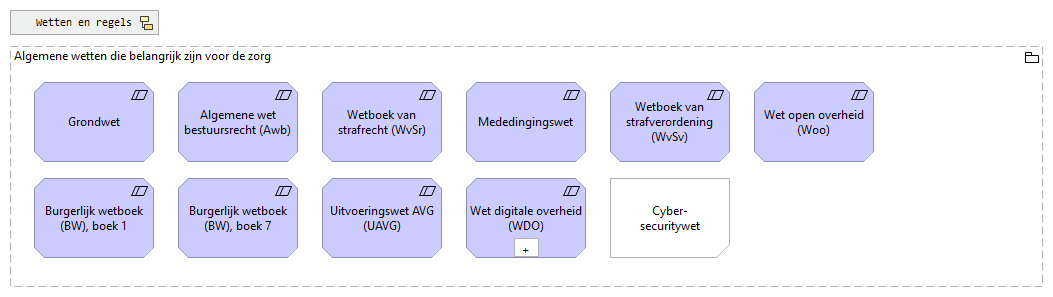 Wetten en regels
Algemene wetten die belangrijk zijn voor de zorg
Grondwet
Algemene wet
bestuursrecht (Awb)
Wetboek van
strafrecht (WvSr)
Mededingingswet
Wetboek van
strafverordening
(WvSv)
Wet open overheid
(Woo)
Burgerlijk wetboek
(BW), boek 1
Burgerlijk wetboek
(BW), boek 7
Uitvoeringswet AVG
(UAVG)
Wet digitale overheid
(WDO)
+
Cyber-
securitywet